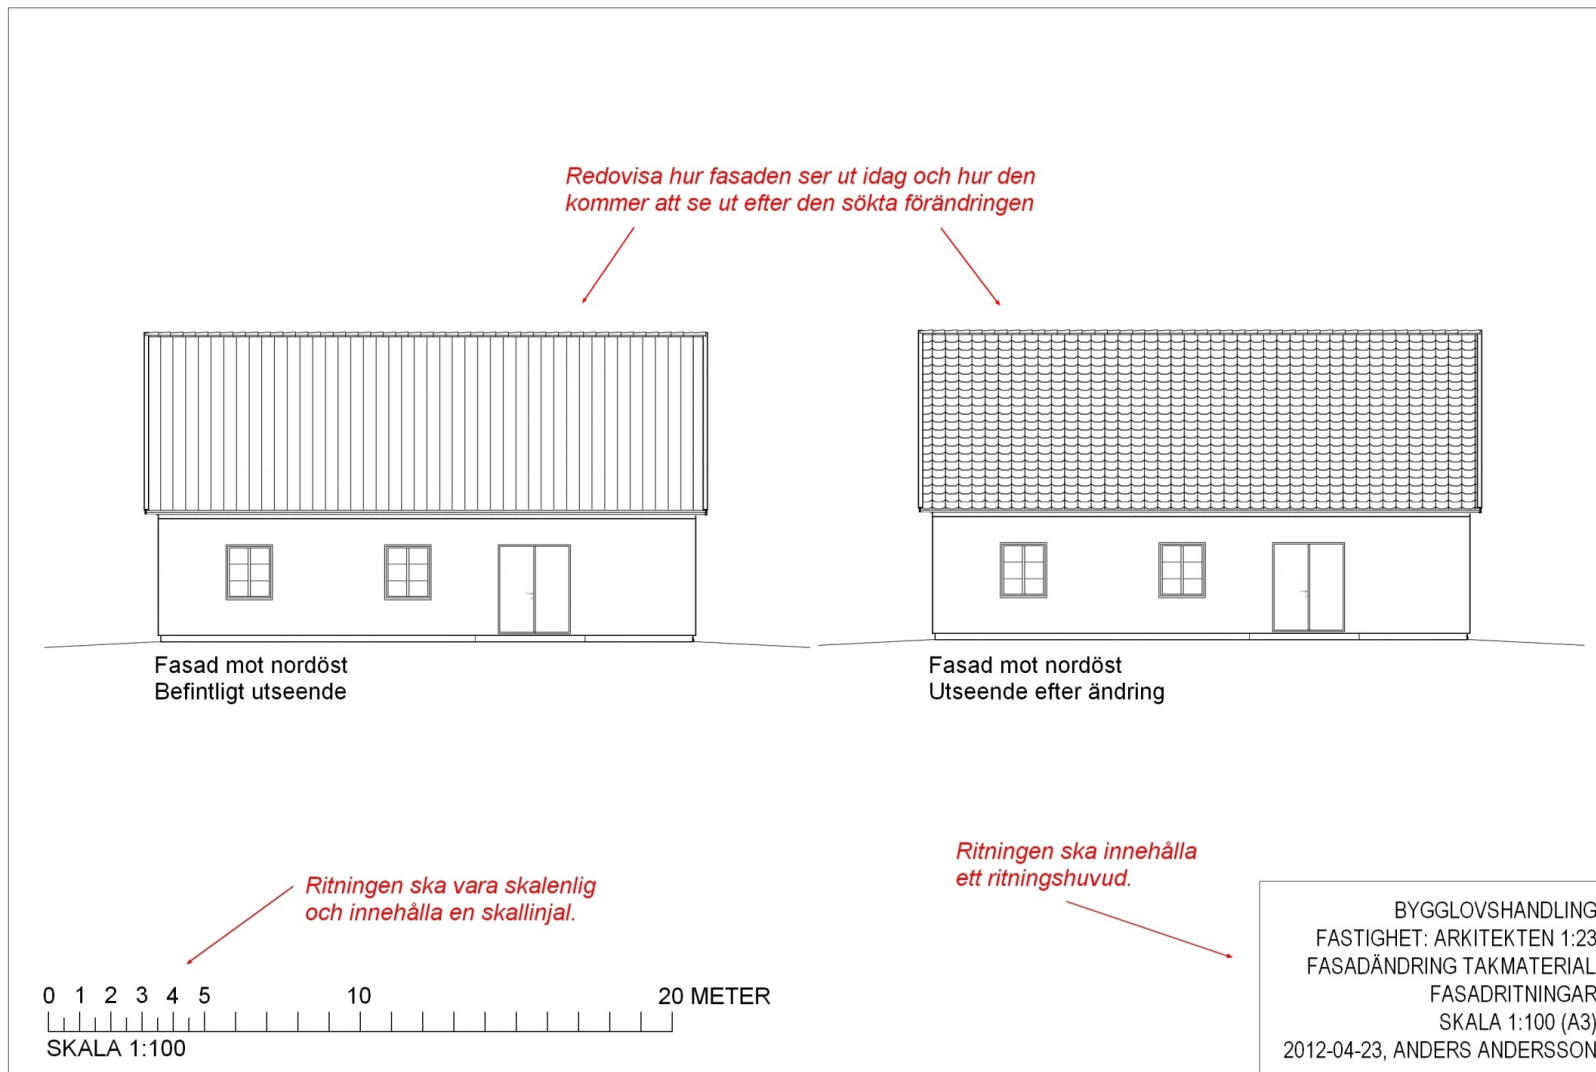 Redovisa hur fasaden ser ut idag och hur den
kommer att se ut efter den sökta förändringen
Fasad mot nordöst
Befintligt utseende
Fasad mot nordöst
Utseende efter ändring
Ritningen ska vara skalenlig
och innehålla en skallinjal.
Ritningen ska innehålla
ett ritningshuvud.
0 1 2 3 4 5 10 20 METER
SKALA 1:100
BYGGLOVSHANDLING
FASTIGHET: ARKITEKTEN 1:23
FASADÄNDRING TAKMATERIAL
FASADRITNINGAR
SKALA 1:100 (A3)
2012-04-23, ANDERS ANDERSSON